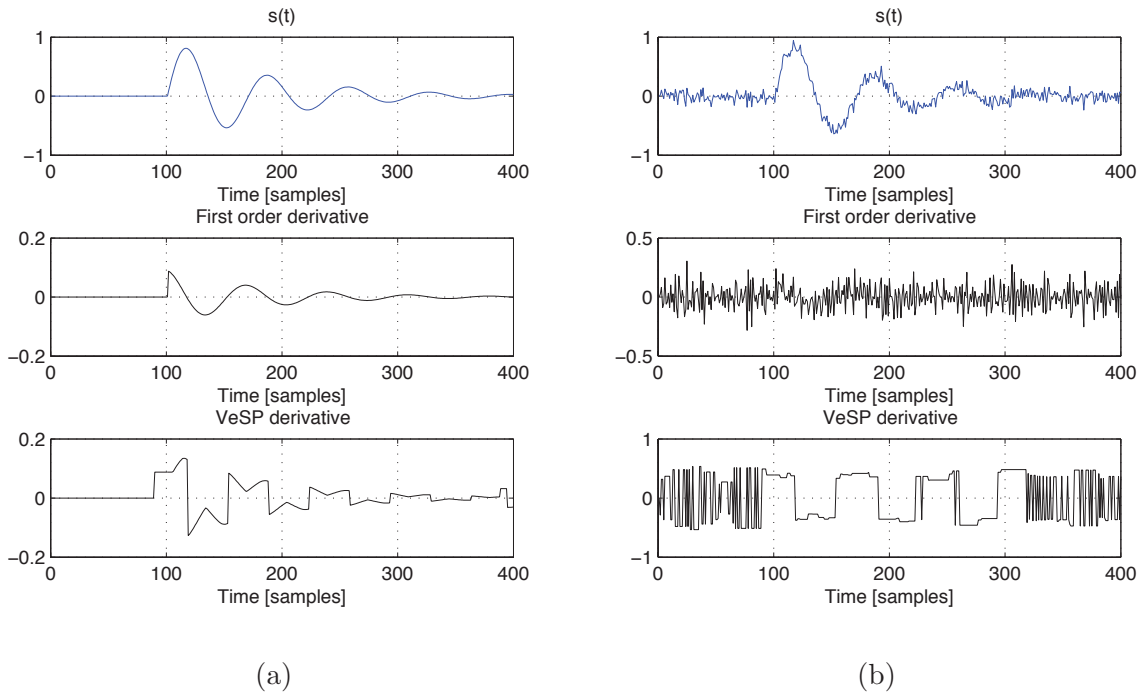 s(t)
1
0
−1
0 100 200 300 400
Time [samples]
First order derivative
0.2
0
−0.2
0 100 200 300 400
Time [samples]
VeSP derivative
0.2
0
−0.2
0 100 200 300 400
Time [samples]
(a)
s(t)
1
0
−1
0 100 200 300 400
Time [samples]
First order derivative
0.5
0
−0.5
0 100 200 300 400
Time [samples]
VeSP derivative
1
0
−1
0 100 200 300 400
Time [samples]
(b)